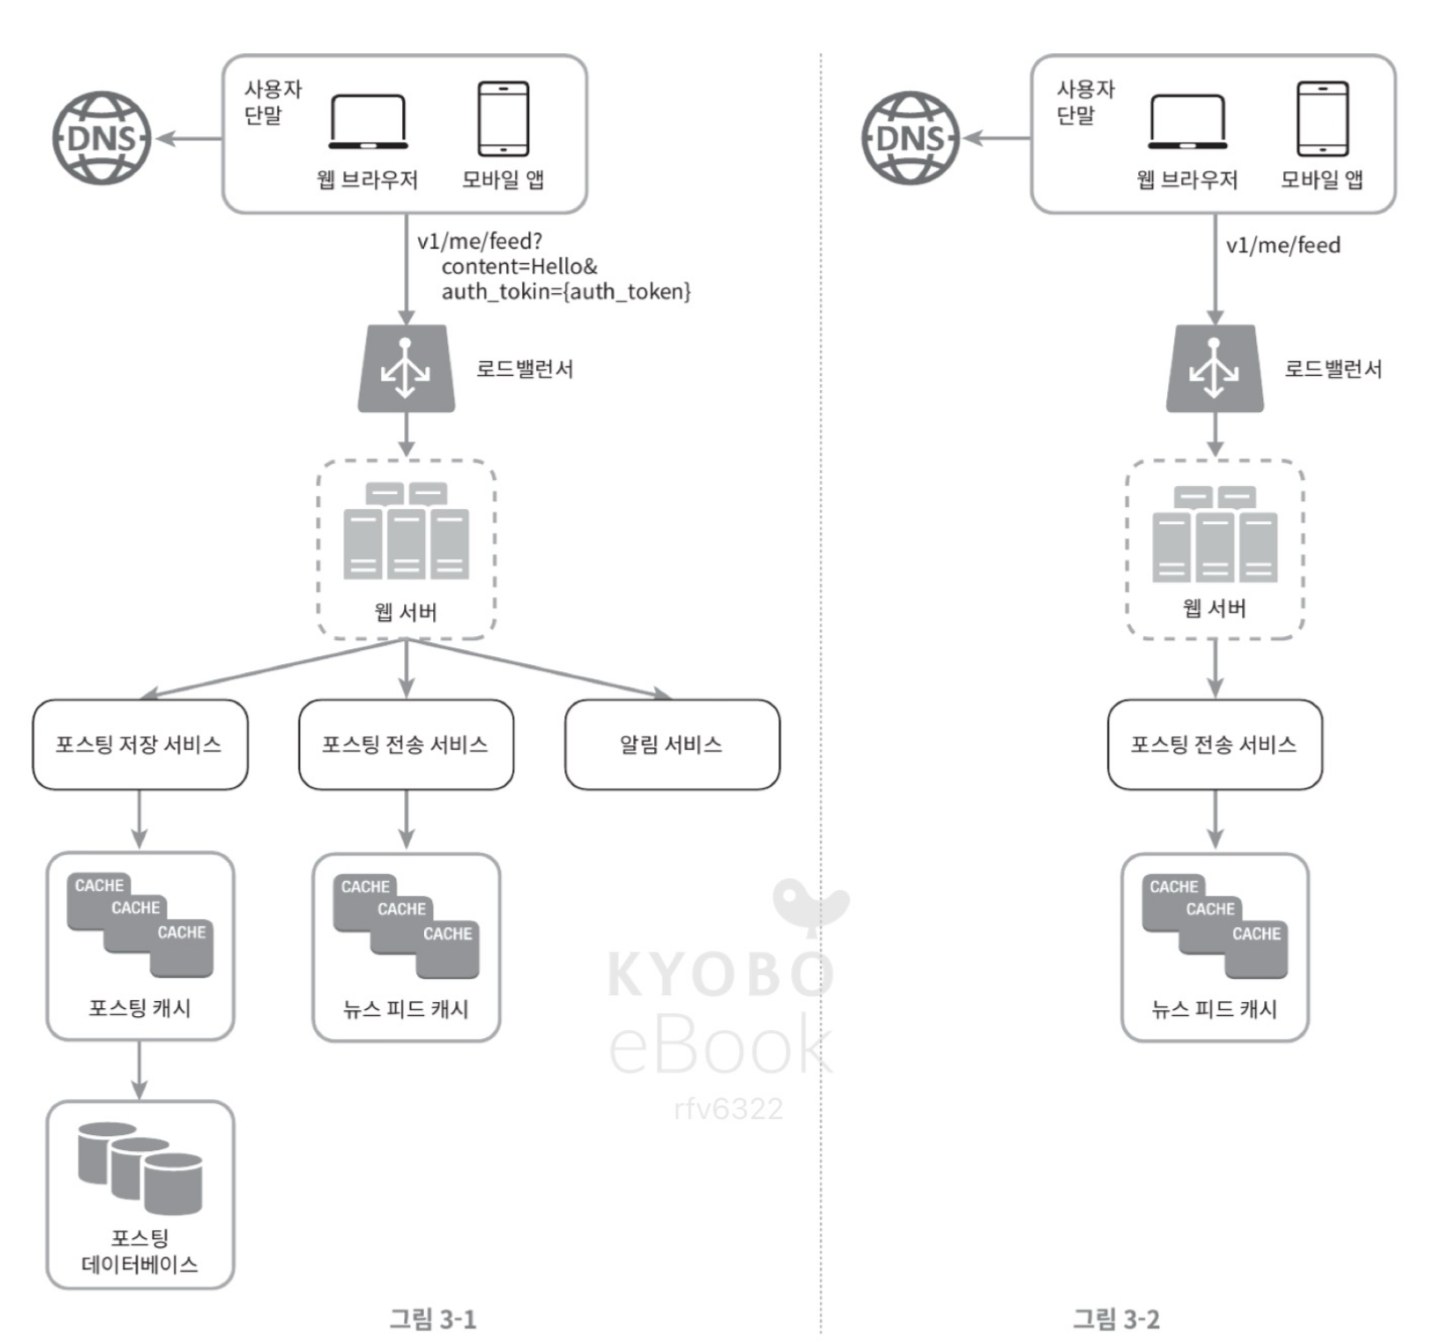 DNS
사용자
단말
웹 브라우저
모바일 앱
v1/me/feed?
content=Hello&
auth_tokin={auth_token}
로드밸런서
웹 서버
포스팅 저장 서비스
포스팅 전송 서비스
알림 서비스
CACHE
CACHE
CACHE
포스팅 캐시
CACHE
CACHE
CACHE
뉴스 피드 캐시
포스팅
데이터베이스
그림 3-1
KYOBO
eBook
rfv6322
DNS
사용자
단말
웹 브라우저
모바일 앱
v1/me/feed
로드밸런서
웹 서버
포스팅 전송 서비스
CACHE
CACHE
CACHE
뉴스 피드 캐시
그림 3-2